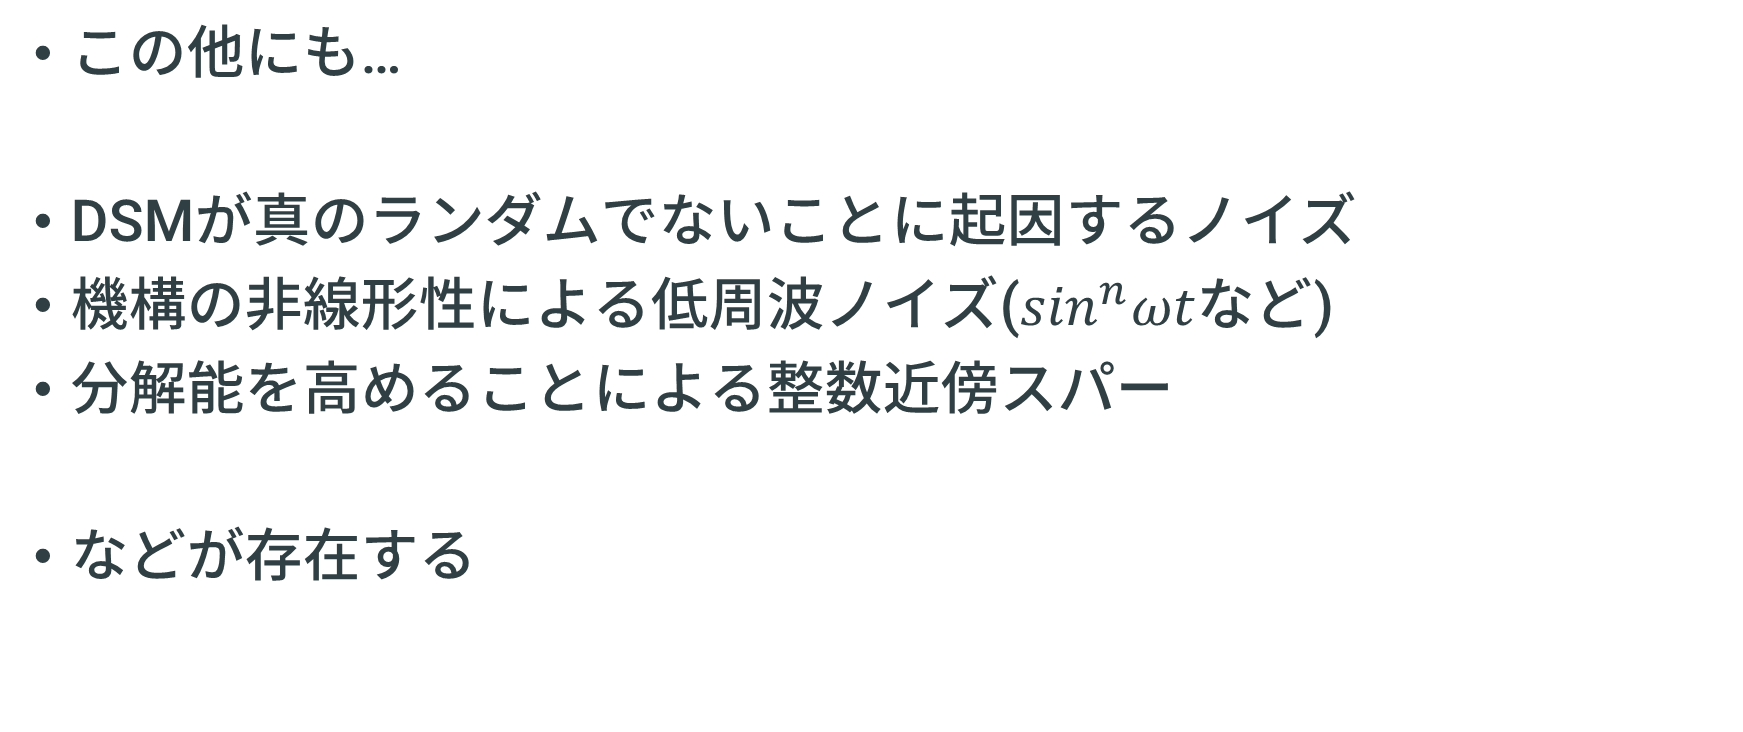 • この他にも…
• DSMが真のランダムでないことに起因するノイズ
• 機構の非線形性による低周波ノイズ(sinⁿωtなど)
• 分解能を高めることによる整数近傍スパー
• などが存在する